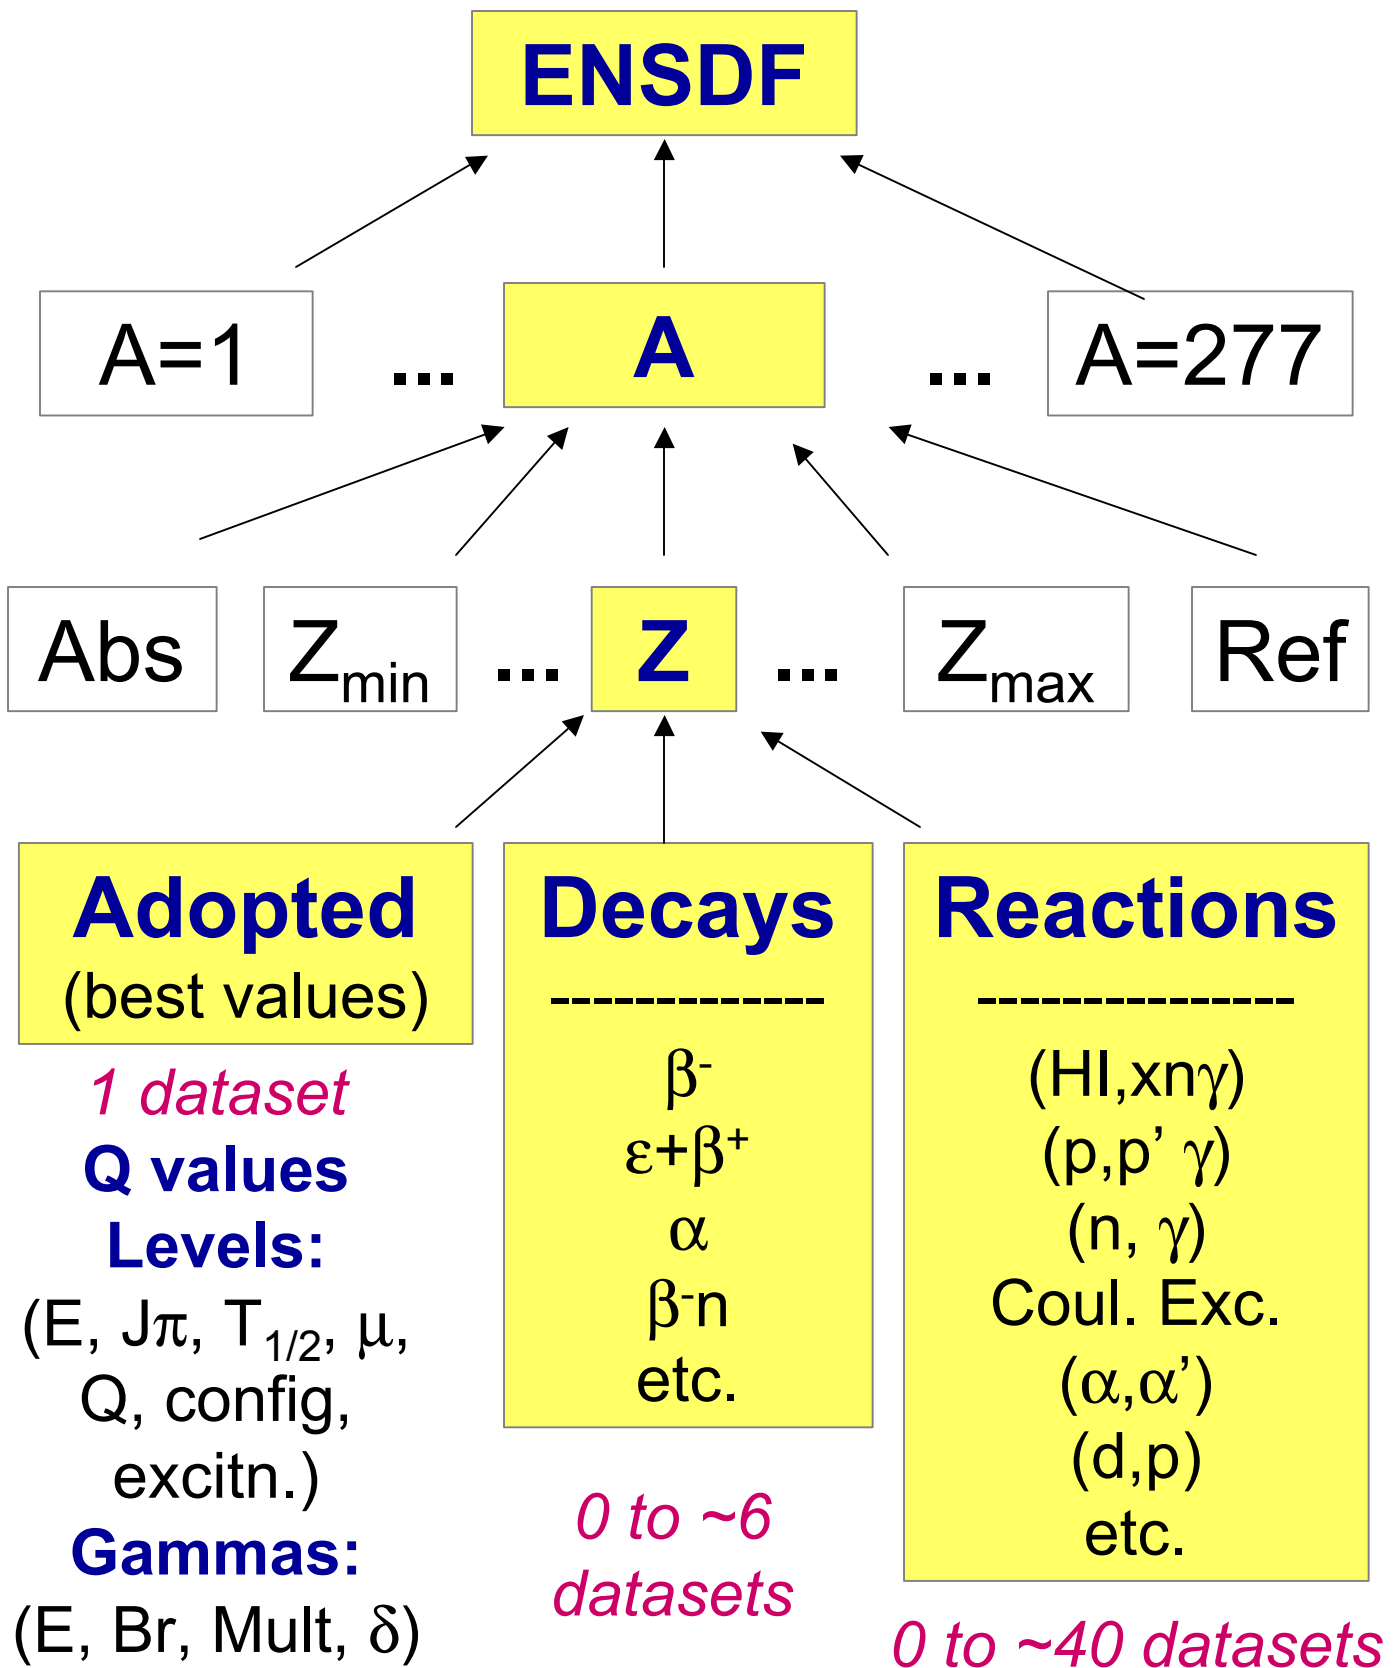 ENSDF
A=1
...
A
...
A=277
Abs
Zmin
...
Z
...
Zmax
Ref
Adopted
(best values)
1 dataset
Q values
Levels:
(E, Jπ, T1/2, μ,
Q, config,
excitn.)
Gammas:
(E, Br, Mult, δ)
Decays
-------------
β-
ε+β+
α
β-n
etc.
0 to ~6
datasets
Reactions
---------------
(HI,xnγ)
(p,p’ γ)
(n, γ)
Coul. Exc.
(α,α’)
(d,p)
etc.
0 to ~40 datasets